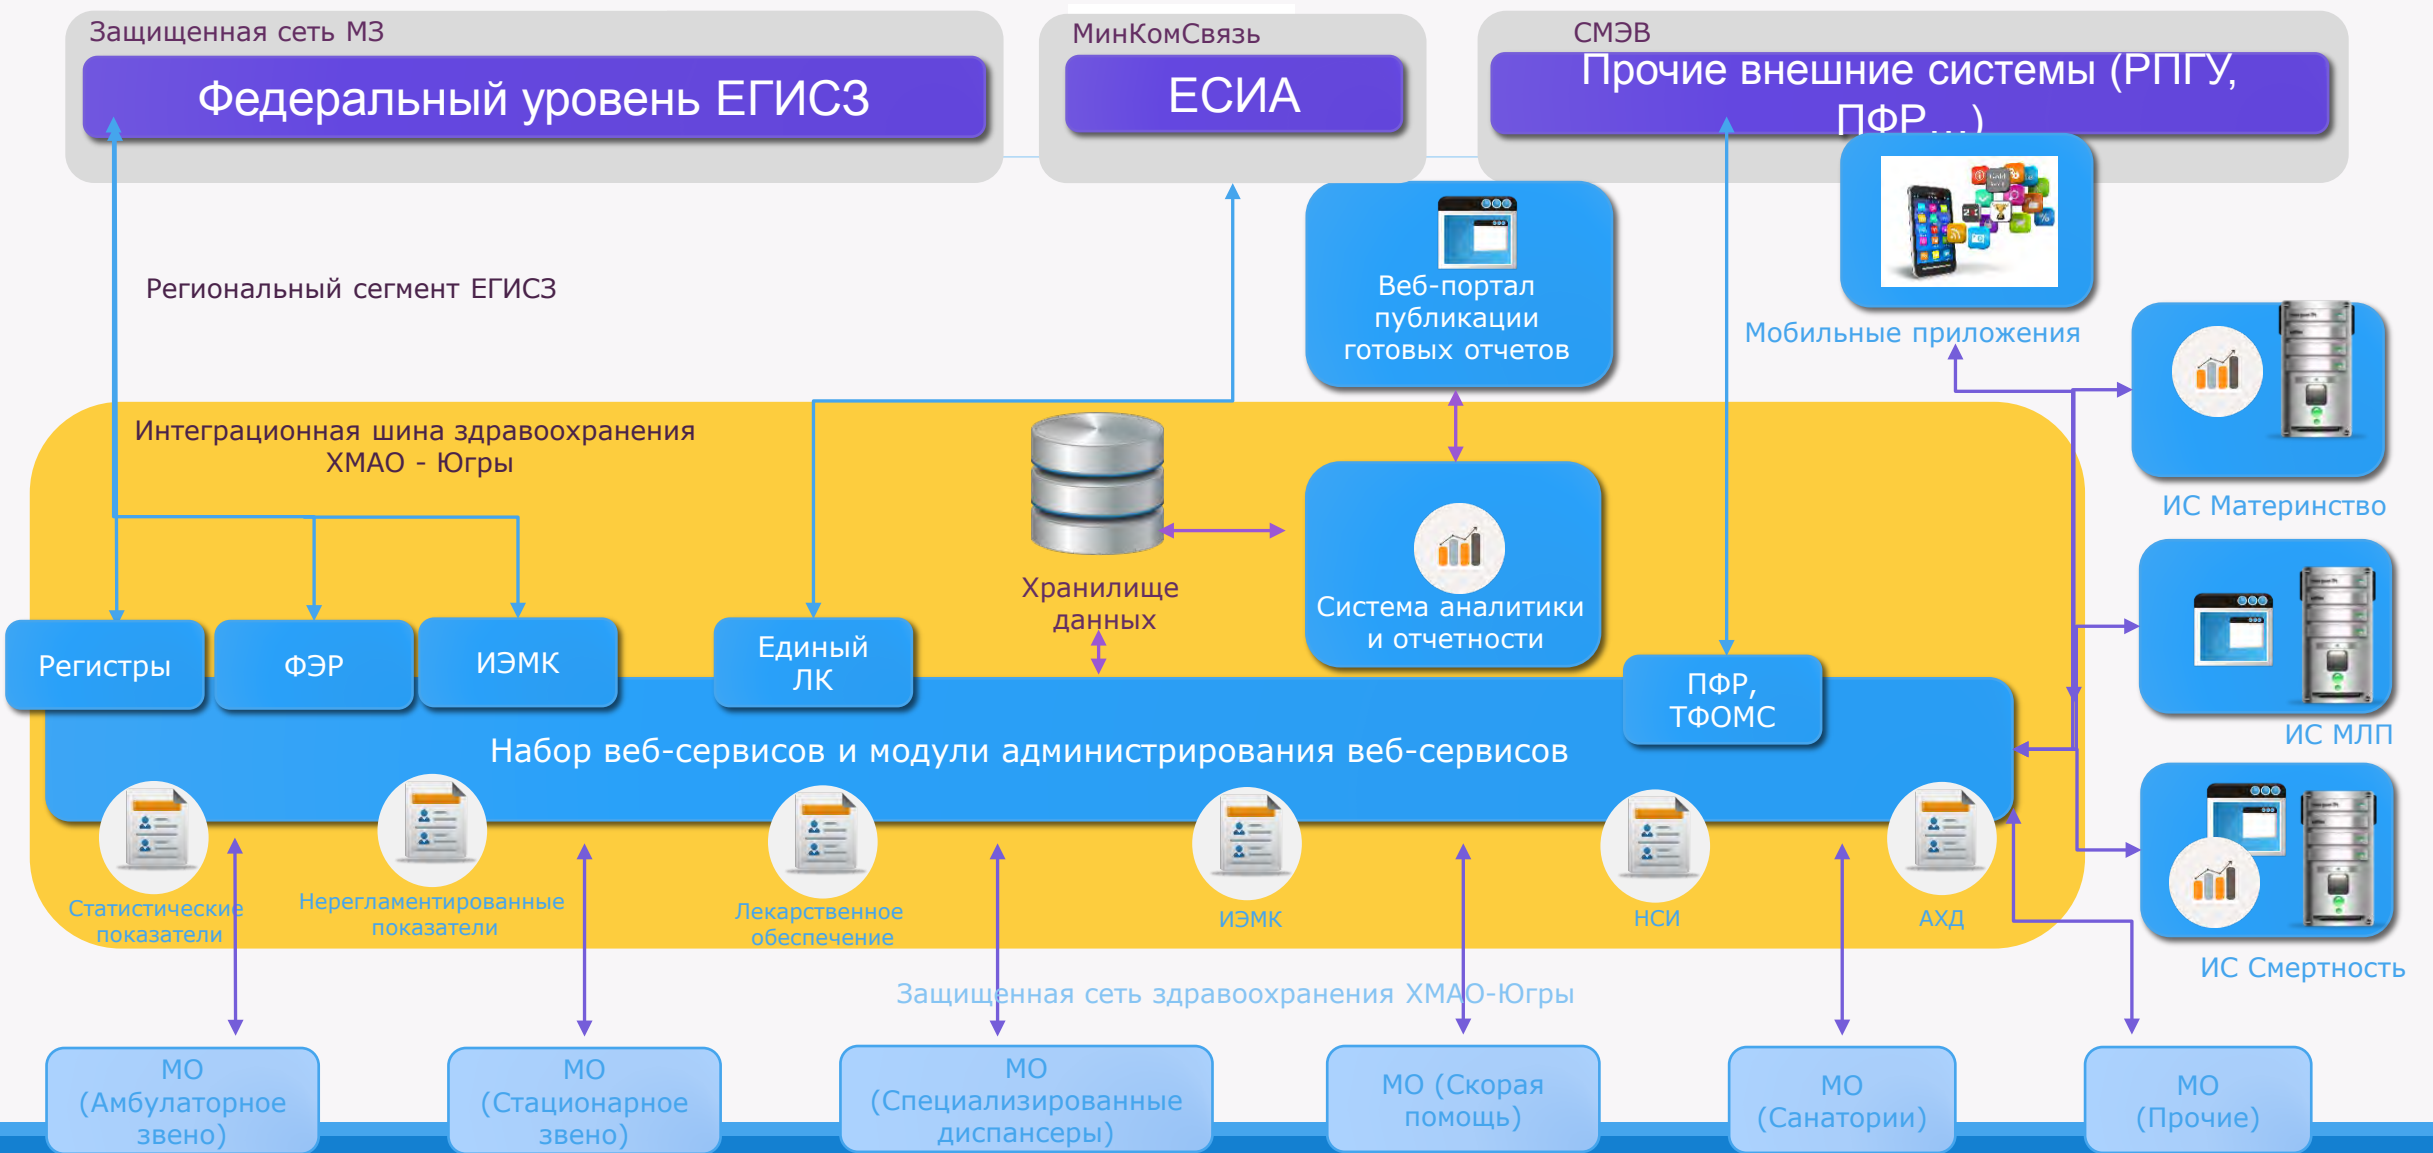 Защищенная сеть МЗ
МинКомСвязь
СМЭВ
Федеральный уровень ЕГИСЗ
ЕСИА
Прочие внешние системы (РПГУ,
ПФР…)
Региональный сегмент ЕГИСЗ
Веб-портал
публикации
готовых отчетов
Мобильные приложения
Интеграционная шина здравоохранения
ХМАО - Югры
ИС Материнство
Хранилище
данных
Система аналитики
и отчетности
Регистры
ФЭР
ИЭМК
Единый
ЛК
ПФР,
ТФОМС
ИС МЛП
Набор веб-сервисов и модули администрирования веб-сервисов
Статистические
показатели
Нерегламентированные
показатели
Лекарственное
обеспечение
ИЭМК
НСИ
АХД
ИС Смертность
Защищенная сеть здравоохранения ХМАО-Югры
МО
(Амбулаторное
звено)
МО
(Стационарное
звено)
МО
(Специализированные
диспансеры)
МО (Скорая
помощь)
МО
(Санатории)
МО
(Прочие)